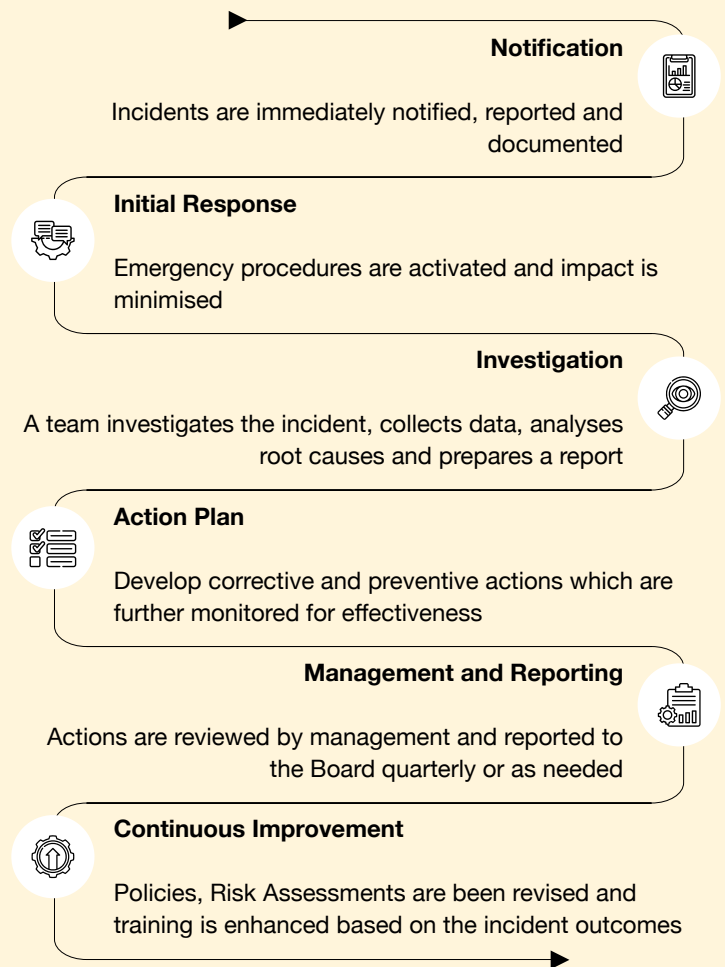 Notification
Incidents are immediately notified, reported and
documented
Initial Response
Emergency procedures are activated and impact is
minimised
Investigation
A team investigates the incident, collects data, analyses
root causes and prepares a report
Action Plan
Develop corrective and preventive actions which are
further monitored for effectiveness
Management and Reporting
Actions are reviewed by management and reported to
the Board quarterly or as needed
Continuous Improvement
Policies, Risk Assessments are been revised and
training is enhanced based on the incident outcomes